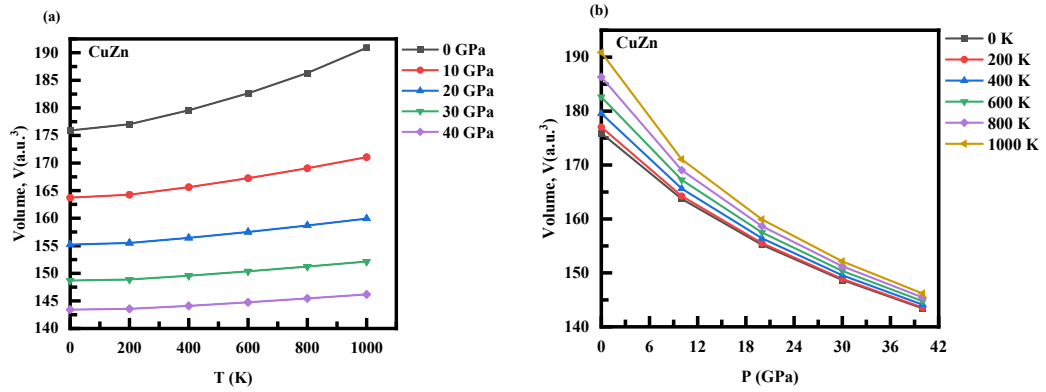 (a)
CuZn
0 GPa
10 GPa
20 GPa
30 GPa
40 GPa
Volume, V(a.u.³)
190
185
180
175
170
165
160
155
150
145
140
0 200 400 600 800 1000
T (K)
(b)
CuZn
0 K
200 K
400 K
600 K
800 K
1000 K
Volume, V(a.u.³)
190
180
170
160
150
140
0 6 12 18 24 30 36 42
P (GPa)